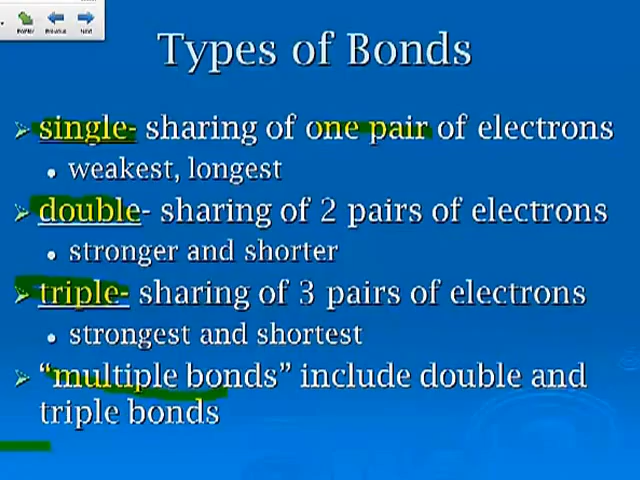 Types of Bonds
single- sharing of one pair of electrons
weakest, longest
double- sharing of 2 pairs of electrons
stronger and shorter
triple- sharing of 3 pairs of electrons
strongest and shortest
“multiple bonds” include double and
triple bonds